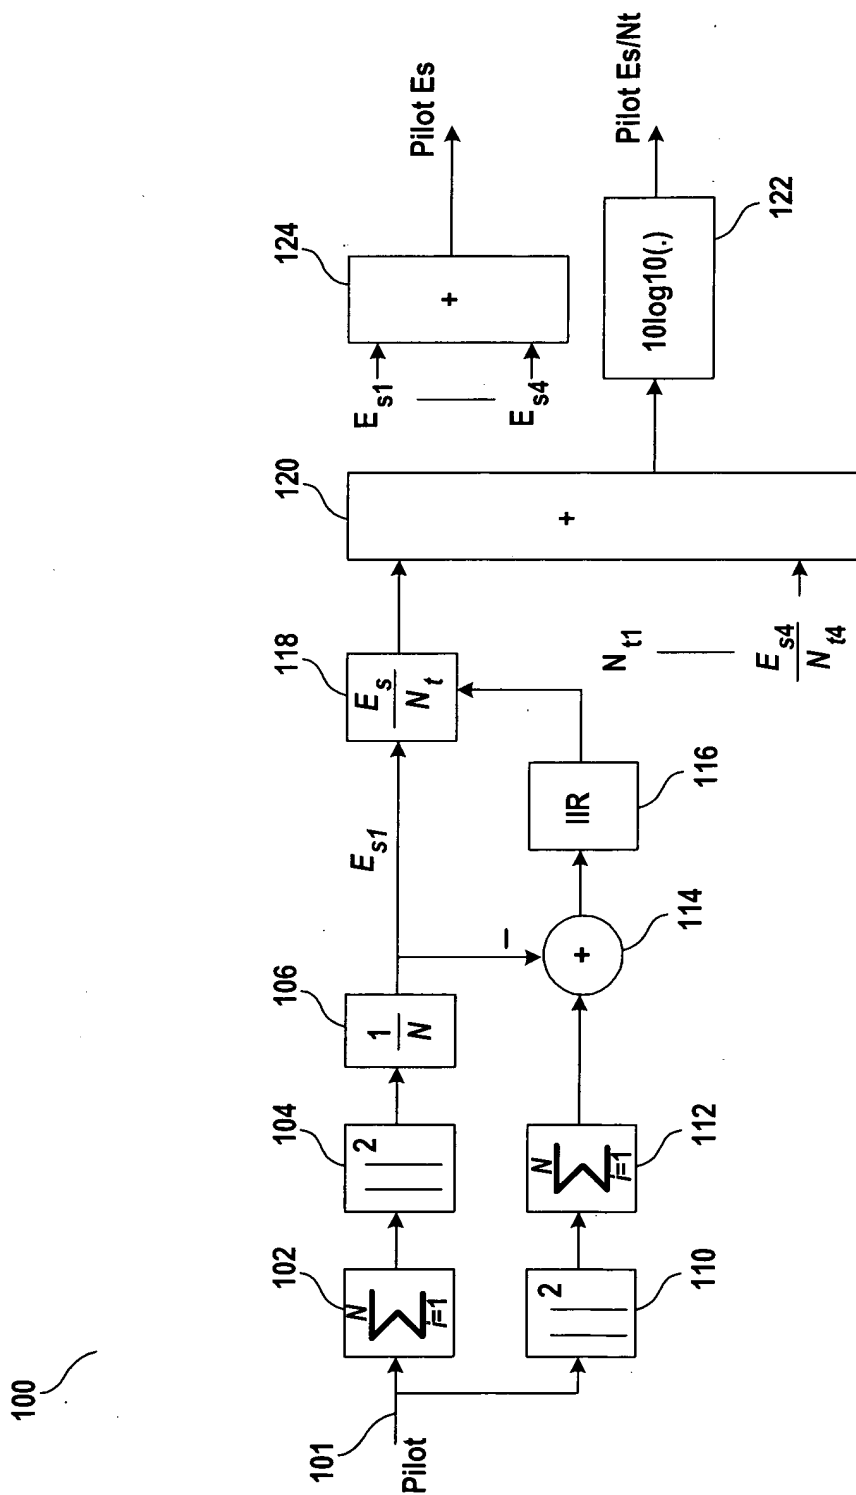 100
101
Pilot
102
N
∑
i=1
104
| |²
106
1
N
E_s1
118
E_s
N_t
120
+
124
E_s1
E_s4
+
Pilot Es
110
| |²
112
N
∑
i=1
−
+
114
IIR
116
N_t1
E_s4
N_t4
10log10(.)
122
Pilot Es/Nt